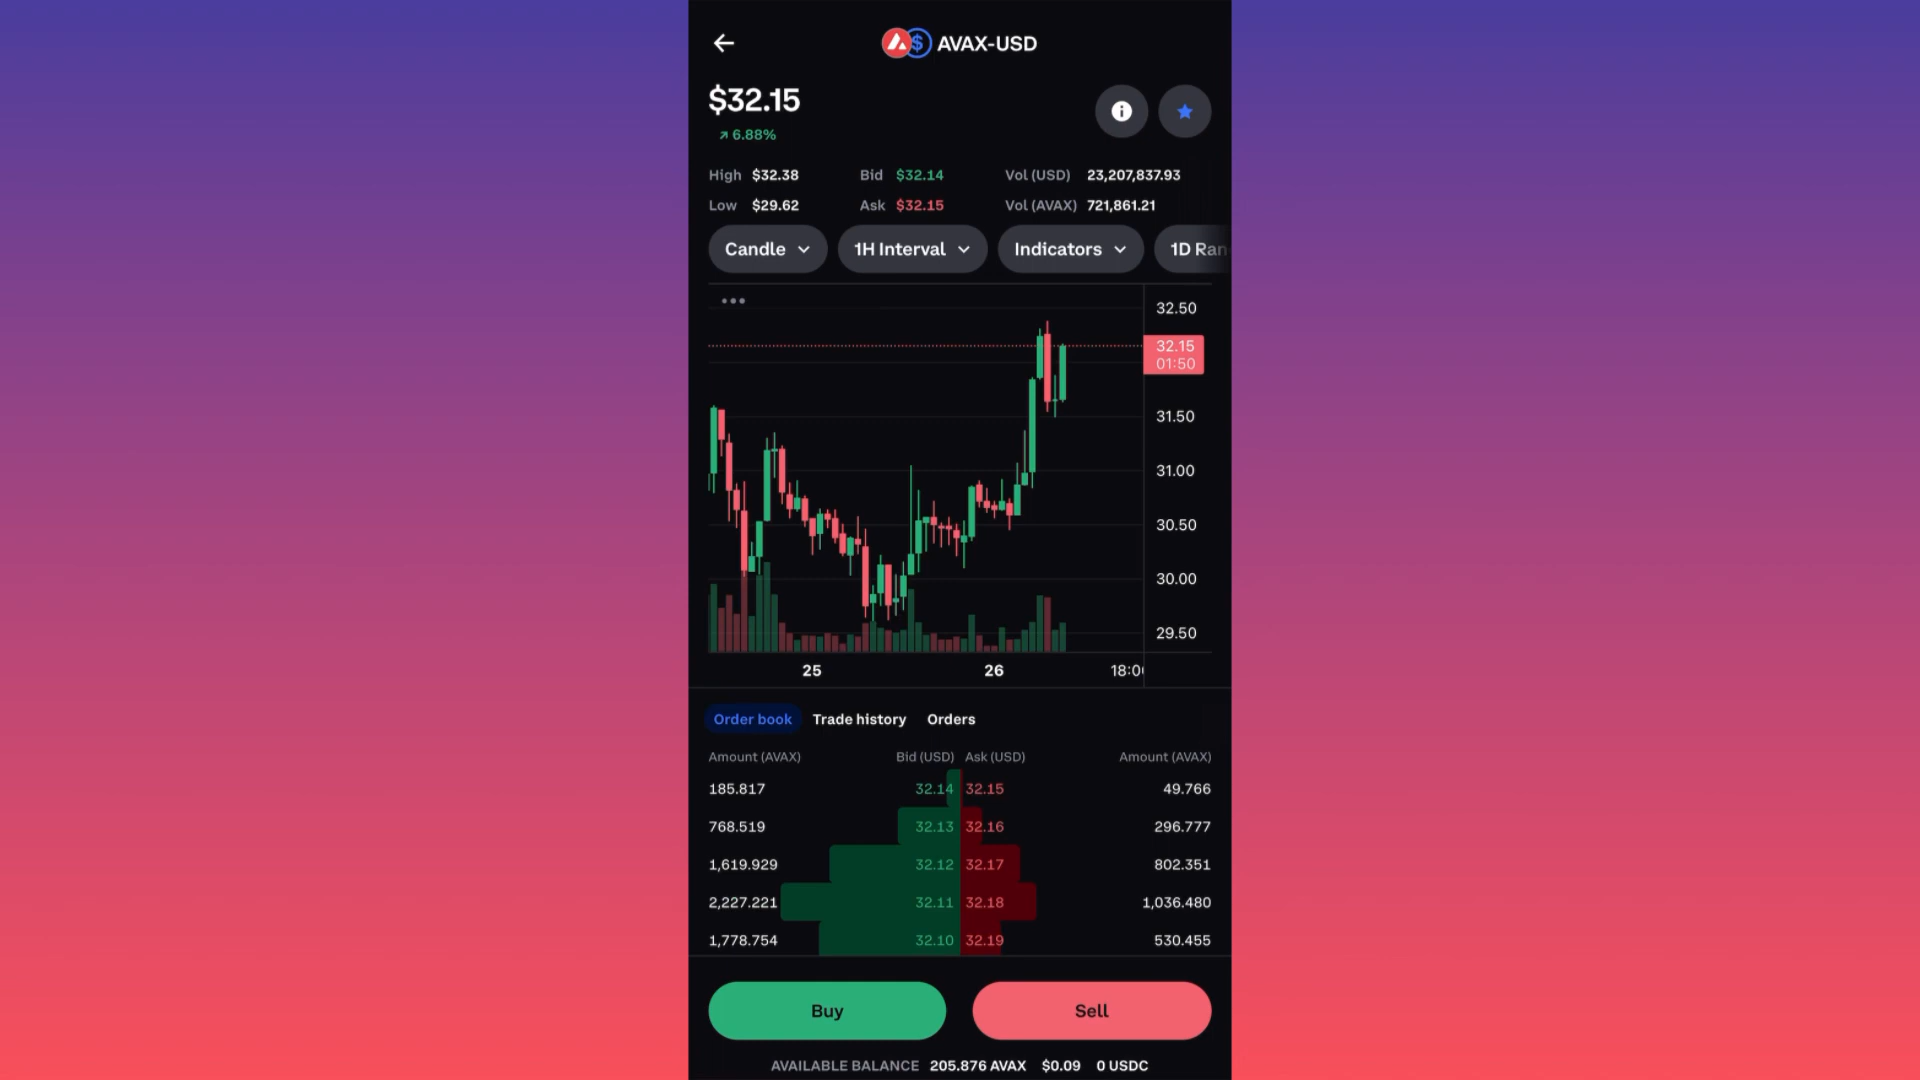 AVAX-USD
$32.15
↗ 6.88%
High $32.38 Bid $32.14 Vol (USD) 23,207,837.93
Low $29.62 Ask $32.15 Vol (AVAX) 721,861.21
Candle 1H Interval Indicators 1D Ran
32.50
32.15
01:50
31.50
31.00
30.50
30.00
29.50
25 26 18:0
Order book Trade history Orders
Amount (AVAX) Bid (USD) Ask (USD) Amount (AVAX)
185.817 32.14 32.15 49.766
768.519 32.13 32.16 296.777
1,619.929 32.12 32.17 802.351
2,227.221 32.11 32.18 1,036.480
1,778.754 32.10 32.19 530.455
Buy Sell
AVAILABLE BALANCE 205.876 AVAX $0.09 0 USDC